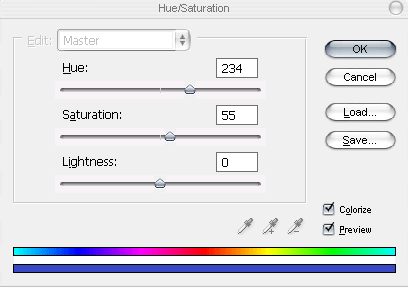 Hue/Saturation
Edit: Master
OK
Hue: 234
Cancel
Saturation: 55
Load...
Save...
Lightness: 0
Colorize
Preview